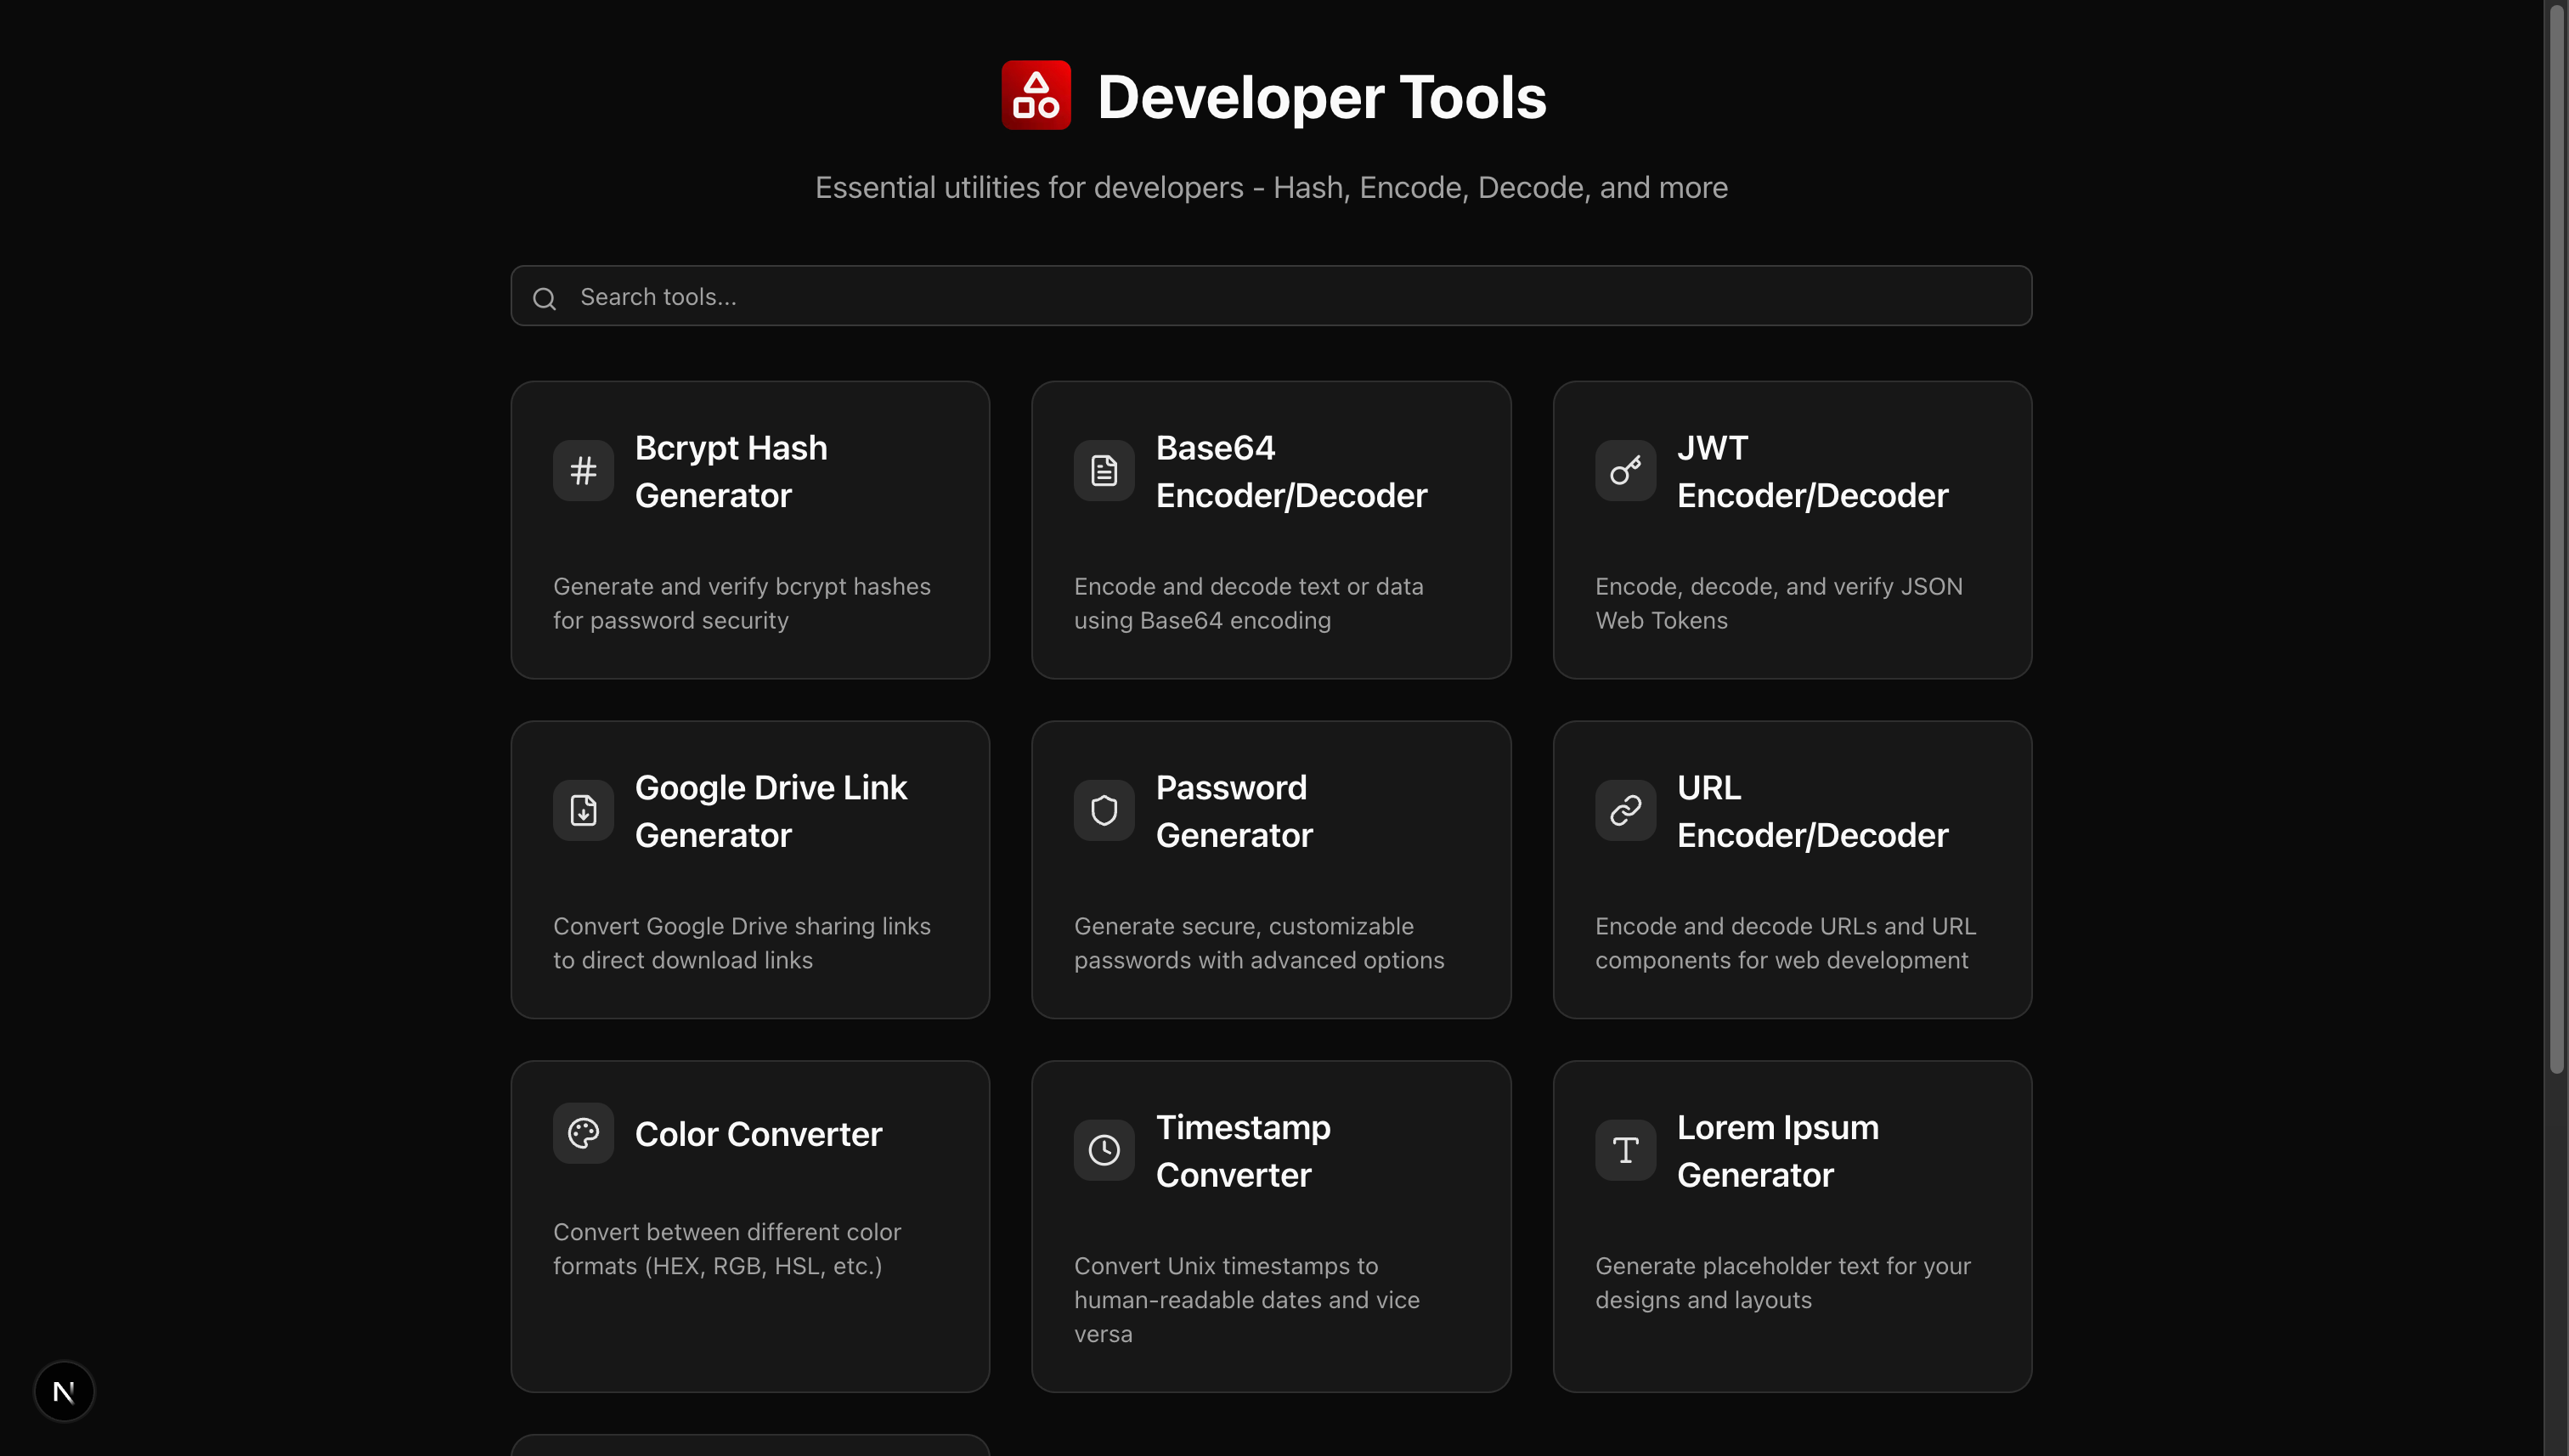 Developer Tools
Essential utilities for developers - Hash, Encode, Decode, and more
Search tools...
Bcrypt Hash
Generator
Generate and verify bcrypt hashes
for password security
Base64
Encoder/Decoder
Encode and decode text or data
using Base64 encoding
JWT
Encoder/Decoder
Encode, decode, and verify JSON
Web Tokens
Google Drive Link
Generator
Convert Google Drive sharing links
to direct download links
Password
Generator
Generate secure, customizable
passwords with advanced options
URL
Encoder/Decoder
Encode and decode URLs and URL
components for web development
Color Converter
Convert between different color
formats (HEX, RGB, HSL, etc.)
Timestamp
Converter
Convert Unix timestamps to
human-readable dates and vice
versa
Lorem Ipsum
Generator
Generate placeholder text for your
designs and layouts
N